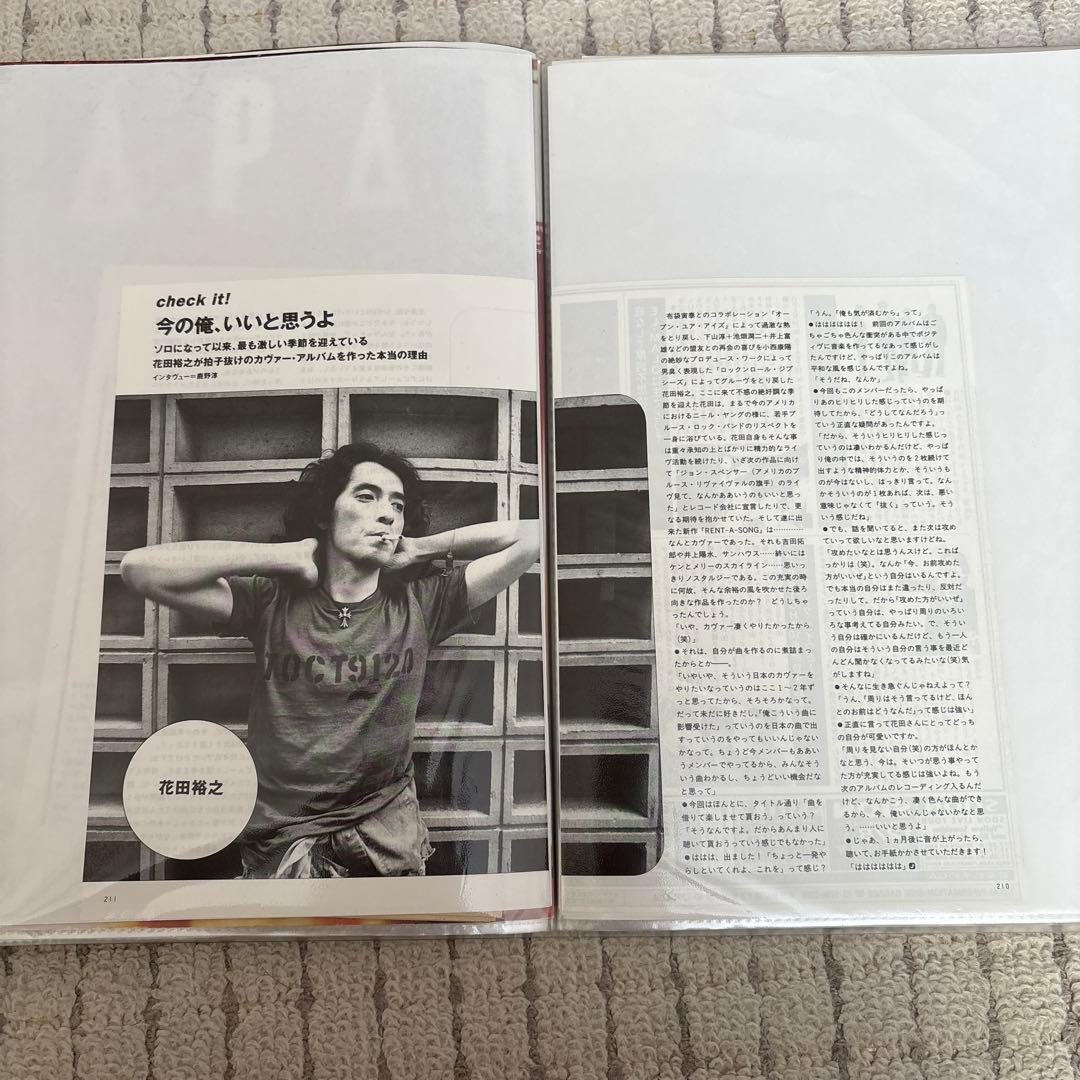 check it!
今の俺、いいと思うよ
ソロになって以来、最も激しい季節を迎えている
花田裕之が拍子抜けのカヴァー・アルバムを作った本当の理由
インタヴュー=鹿野淳
7OCT9120
花田裕之
211
布袋寅泰とのコラボレーション『オー
プン・ユア・アイズ』によって過激な熱
をとり戻し、下山淳+池畑潤二+井上富
雄などの盟友との再会の喜びを小西康陽
の絶妙なプロデュース・ワークによって
男臭く表現した『ロックンロール・ジプ
シーズ』によってグルーヴをとり戻した
花田裕之。ここに来て不惑の絶好調な季
節を迎えた花田は、まるで今のアメリカ
におけるニール・ヤングの様に、若手ブ
ルース・ロック・バンドのリスペクトを
一身に浴びている。花田自身もそんな事
は重々承知の上とばかりに精力的なライ
ヴ活動を続けたり、いざ次の作品に向け
て「ジョン・スペンサー（アメリカのブ
ルース・リヴァイヴァルの旗手）のライ
ヴ見て、なんかああいうのもいいと思っ
た」とレコード会社に宣言したりで、更
なる期待を抱かせていた。そして遂に出
来た新作『RENT-A-SONG』は…………
なんとカヴァーであった。それも吉田拓
郎や井上陽水、サンハウス……終いには
ケンとメリーのスカイライン……思いっ
きりノスタルジーである。この充実の時
に何故、そんな余裕の風を吹かせた後ろ
向きな作品を作ったのか？　どうしちゃ
ったんでしょう。
「いや、カヴァー凄くやりたかったから
（笑）」
●それは、自分が曲を作るのに煮詰まっ
たからとか――。
「いやいや、そういう日本のカヴァーを
やりたいなっていうのはここ1～2年ず
っと思ってたから、そろそろかなって。
だって未だに好きだし。『俺こういう曲に
影響受けた』っていうのを日本の曲で出
すっていうのをやってもいいんじゃない
かなって。ちょうど今メンバーもああい
うメンバーでやってるから、みんなそう
いう曲わかるし、ちょうどいい機会だな
と思って」
●今回はほんとに、タイトル通り「曲を
借りて楽しませて貰おう」っていう？
「そうなんですよ。だからあんまり人に
聴いて貰おうっていう感じでもなかった」
●ははは、出ました！「ちょっと一発や
らしといてくれよ、これを」って感じ？
「うん。『俺も気が済むから』って」
●はははははは！　前回のアルバムはご
ちゃごちゃ色んな衝突がある中でポジテ
ィヴに音楽を作ってるなあって感じがし
たんですけど、やっぱりこのアルバムは
平和な風を感じるんですよね。
「そうだね、なんか」
●今回もこのメンバーだったら、やっぱ
りあのヒリヒリした感じっていうのを期
待してたから、「どうしてなんだろう」っ
ていう正直な疑問があったんですよ。
「だから、そういうヒリヒリした感じっ
ていうのは凄いわかるんだけど、やっぱ
り俺の中では、そういうのを2枚続けて
出すような精神的体力とか、そういうも
のが今はないし、はっきり言って。なん
かそういうのが1枚あれば、次は、悪い
意味じゃなくて『抜く』っていう。そう
いう感じだね」
●でも、話を聞いてると、また次は攻め
ていって欲しいなと思いますけどね。
「攻めたいなとは思うんスけど。これば
っかりは（笑）。なんか『今、お前攻めた
方がいいぜ』という自分はいるんですよ。
でも本当の自分はまた違ったり、反対だ
ったりして。だから『攻めた方がいいぜ』
っていう自分は、やっぱり周りのいろい
ろな事考えてる自分みたい。で、そうい
う自分は確かにいるんだけど、もう一人
の自分はそういう自分の言う事を最近ど
んどん聞かなくなってるみたいな（笑）気
がしますね」
●そんなに生き急ぐんじゃねえよって？
「うん、『周りはそう言ってるけど、ほん
とのお前はどうなんだ』って感じは強い」
●正直に言って花田さんにとってどっち
の自分が可愛いですか。
「周りを見ない自分（笑）の方がほんとか
なと思う、今は。そいつが思う事やって
た方が充実してる感じは強いよね。もう
次のアルバムのレコーディング入るんだ
けど、なんかこう、凄く色んな曲ができ
るから、今、俺いいんじゃないかなと思
う。……いいと思うよ」
●じゃあ、1ヵ月後に音が上がったら、
聴いて、お手紙かかさせていただきます！
「はははははは」
210